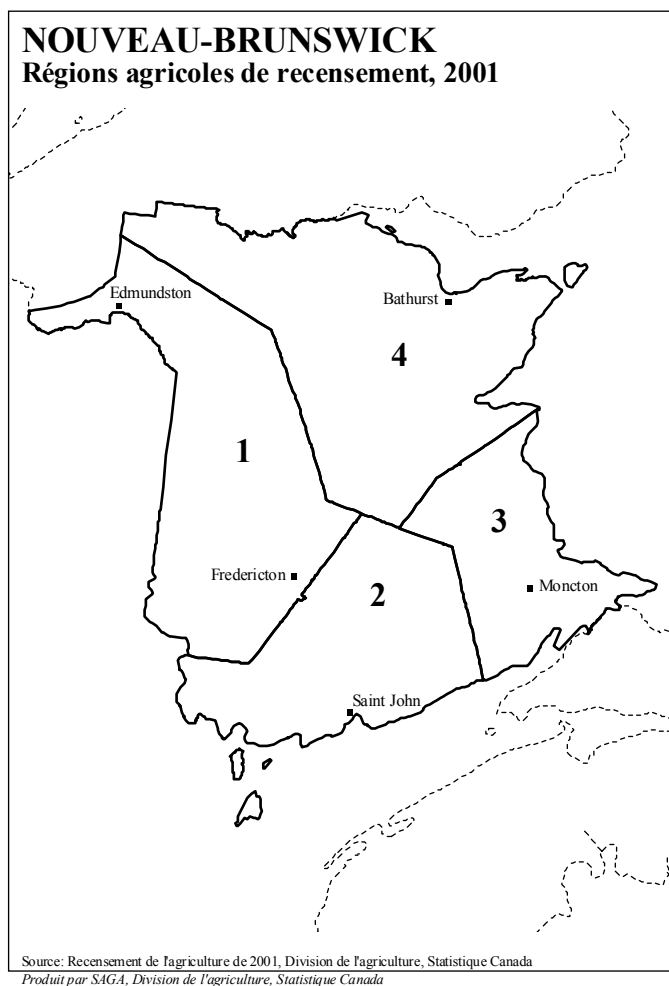 NOUVEAU-BRUNSWICK
Régions agricoles de recensement, 2001
Edmundston
Bathurst
4
1
3
Fredericton
Moncton
2
Saint John
Source: Recensement de l'agriculture de 2001, Division de l'agriculture, Statistique Canada
Produit par SAGA, Division de l'agriculture, Statistique Canada